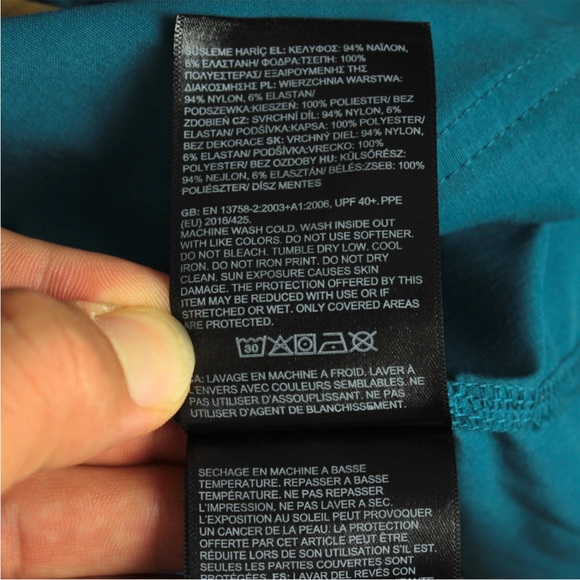 SÜSLEME HARİÇ EL: ΚΕΛΥΦΟΣ: 94% ΝΑΪΛΟΝ,
6% ΕΛΑΣΤΑΝΗ/ ΦΟΔΡΑ:ΤΣΕΠΗ: 100%
ΠΟΛΥΕΣΤΕΡΑΣ/ ΕΞΑΙΡΟΥΜΕΝΗΣ ΤΗΣ
ΔΙΑΚΟΣΜΗΣΗΣ PL: WIERZCHNIA WARSTWA:
94% NYLON, 6% ELASTAN/
PODSZEWKA:KIESZEŃ: 100% POLIESTER/ BEZ
ZDOBIEŃ CZ: SVRCHNÍ DÍL: 94% NYLON, 6%
ELASTAN/ PODŠÍVKA:KAPSA: 100% POLYESTER/
BEZ DEKORACE SK: VRCHNÝ DIEL: 94% NYLON,
6% ELASTAN/ PODŠÍVKA:VRECKO: 100%
POLYESTER/ BEZ OZDOBY HU: KÜLSŐRÉSZ:
94% NEJLON, 6% ELASZTÁN/ BÉLÉS:ZSEB: 100%
POLIÉSZTER/ DÍSZ MENTES
GB: EN 13758-2:2003+A1:2006, UPF 40+. PPE
(EU) 2016/425.
MACHINE WASH COLD. WASH INSIDE OUT
WITH LIKE COLORS. DO NOT USE SOFTENER.
DO NOT BLEACH. TUMBLE DRY LOW. COOL
IRON. DO NOT IRON PRINT. DO NOT DRY
CLEAN. SUN EXPOSURE CAUSES SKIN
DAMAGE. THE PROTECTION OFFERED BY THIS
ITEM MAY BE REDUCED WITH USE OR IF
STRETCHED OR WET. ONLY COVERED AREAS
ARE PROTECTED.
30
CA: LAVAGE EN MACHINE A FROID. LAVER À
L'ENVERS AVEC COULEURS SEMBLABLES. NE
PAS UTILISER D'ASSOUPLISSANT. NE PAS
UTILISER D'AGENT DE BLANCHISSEMENT.
SECHAGE EN MACHINE A BASSE
TEMPÉRATURE. REPASSER A BASSE
TEMPÉRATURE. NE PAS REPASSER
L'IMPRESSION. NE PAS LAVER A SEC.
L'EXPOSITION AU SOLEIL PEUT PROVOQUER
UN CANCER DE LA PEAU. LA PROTECTION
OFFERTE PAR CET ARTICLE PEUT ÊTRE
RÉDUITE LORS DE SON UTILISATION S'IL
SEULES LES PARTIES COUVERTES SONT
PROTÉGÉES. ES: LAVAR DEL REVÉS CON